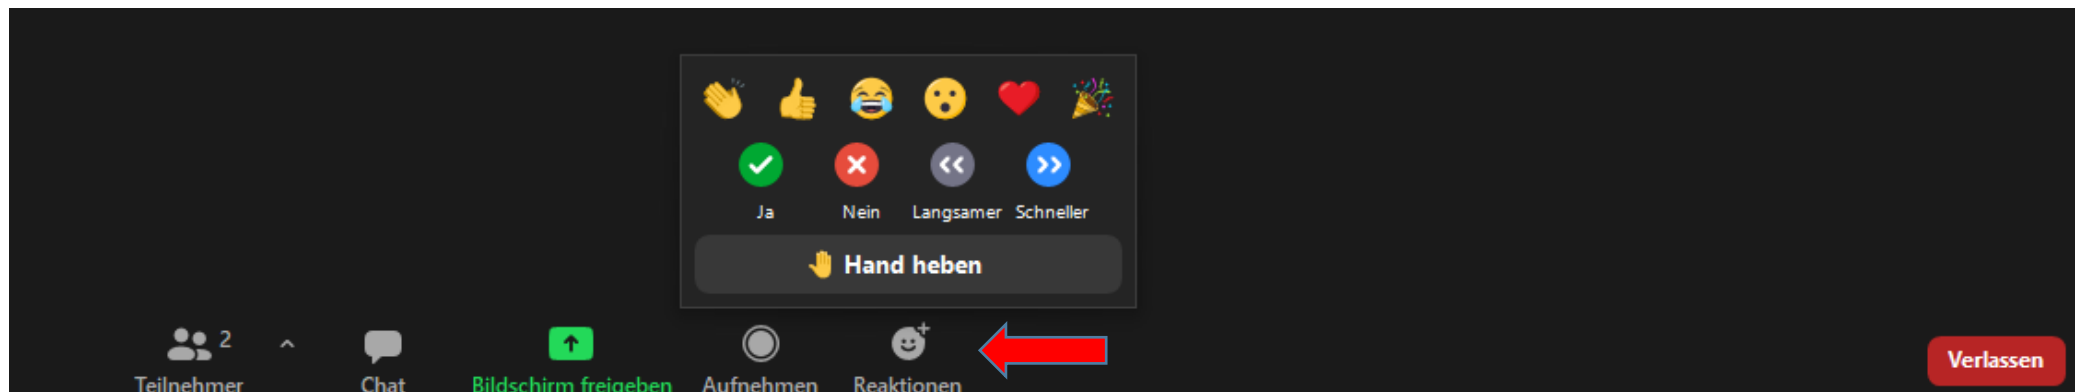 Ja Nein Langsamer Schneller
Hand heben
2
Verlassen
Teilnehmer Chat Bildschirm freigeben Aufnehmen Reaktionen